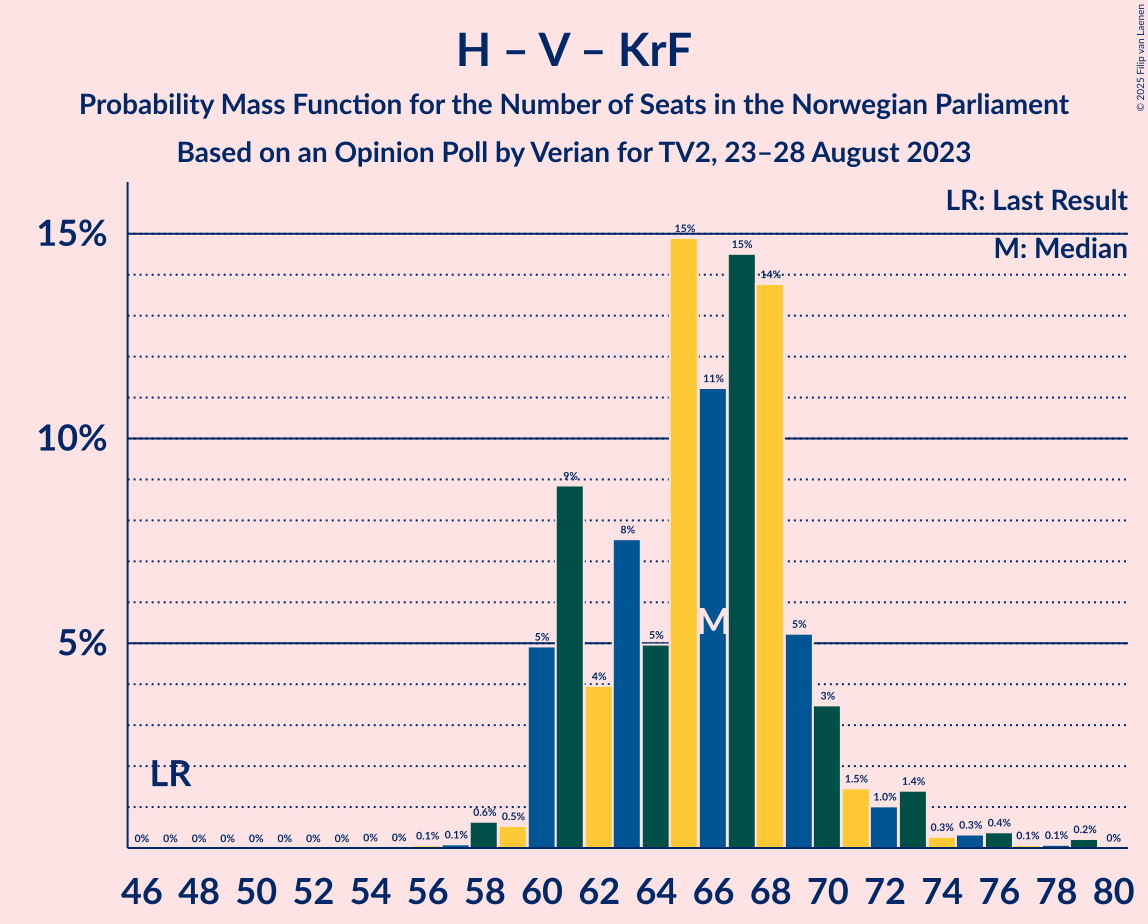 H – V – KrF
Probability Mass Function for the Number of Seats in the Norwegian Parliament
Based on an Opinion Poll by Verian for TV2, 23–28 August 2023
© 2025 Filip van Laenen
LR: Last Result
M: Median
15%
10%
5%
0% 0% 0% 0% 0% 0% 0% 0% 0% 0% 0.1% 0.1% 0.6% 0.5% 5% 9% 4% 8% 5% 15% 11% 15% 14% 5% 3% 1.5% 1.0% 1.4% 0.3% 0.3% 0.4% 0.1% 0.1% 0.2% 0%
M
LR
46 48 50 52 54 56 58 60 62 64 66 68 70 72 74 76 78 80